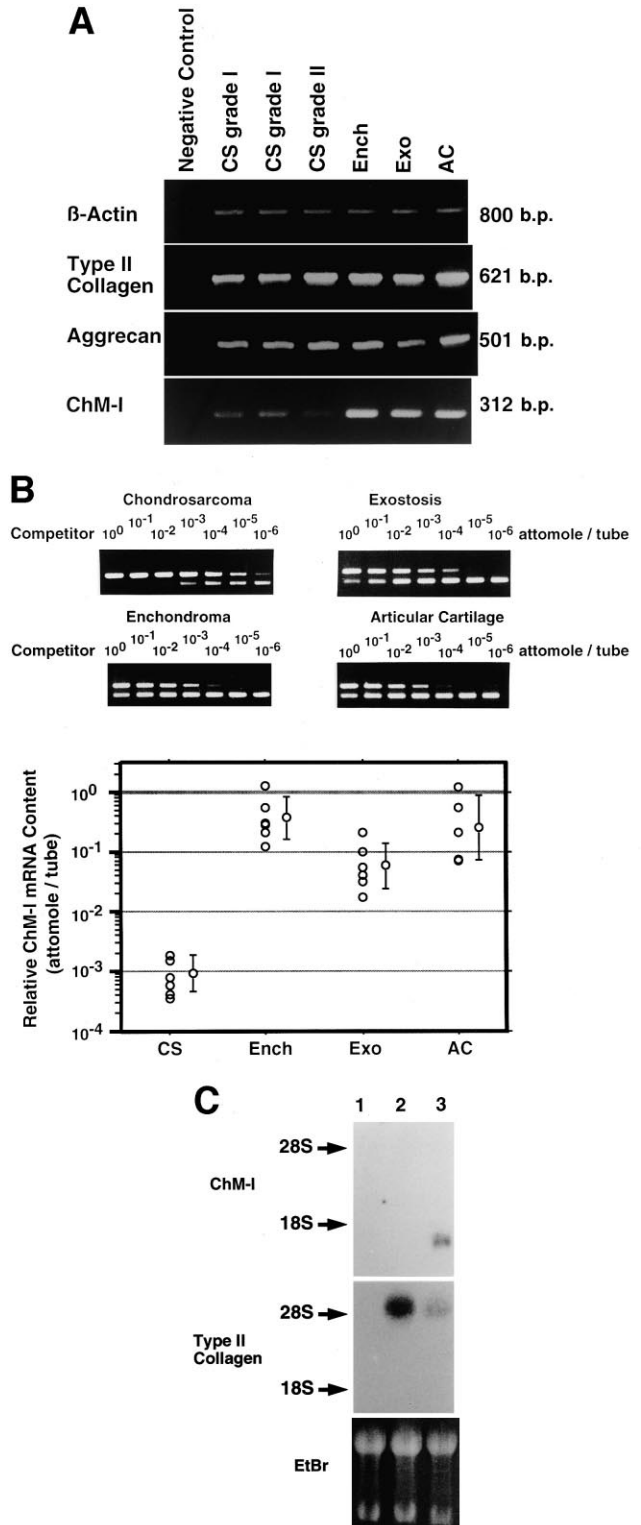 A
Negative Control
CS grade I
CS grade I
CS grade II
Ench
Exo
AC
ß-Actin
800 b.p.
Type II
Collagen
621 b.p.
Aggrecan
501 b.p.
ChM-I
312 b.p.
B
Chondrosarcoma
Competitor 10⁰ 10⁻¹ 10⁻² 10⁻³ 10⁻⁴ 10⁻⁵ 10⁻⁶
Exostosis
10⁰ 10⁻¹ 10⁻² 10⁻³ 10⁻⁴ 10⁻⁵ 10⁻⁶ attomole / tube
Enchondroma
Competitor 10⁰ 10⁻¹ 10⁻² 10⁻³ 10⁻⁴ 10⁻⁵ 10⁻⁶
Articular Cartilage
10⁰ 10⁻¹ 10⁻² 10⁻³ 10⁻⁴ 10⁻⁵ 10⁻⁶ attomole / tube
Relative ChM-I mRNA Content
(attomole / tube)
10⁰
10⁻¹
10⁻²
10⁻³
10⁻⁴
CS Ench Exo AC
C
1 2 3
28S
ChM-I
18S
28S
Type II
Collagen
18S
EtBr